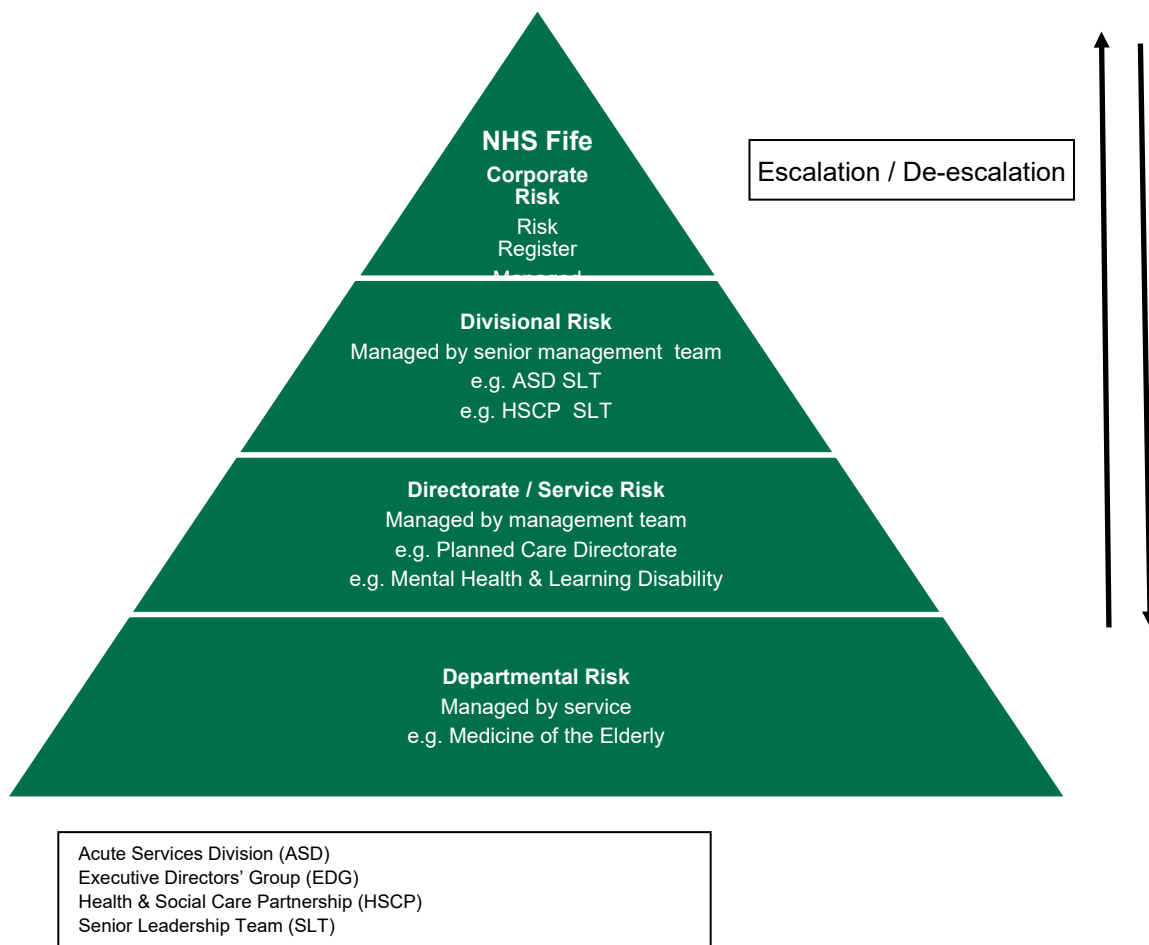 NHS Fife
Corporate
Risk
Risk
Register
Managed
Escalation / De-escalation
Divisional Risk
Managed by senior management team
e.g. ASD SLT
e.g. HSCP SLT
Directorate / Service Risk
Managed by management team
e.g. Planned Care Directorate
e.g. Mental Health & Learning Disability
Departmental Risk
Managed by service
e.g. Medicine of the Elderly
Acute Services Division (ASD)
Executive Directors' Group (EDG)
Health & Social Care Partnership (HSCP)
Senior Leadership Team (SLT)